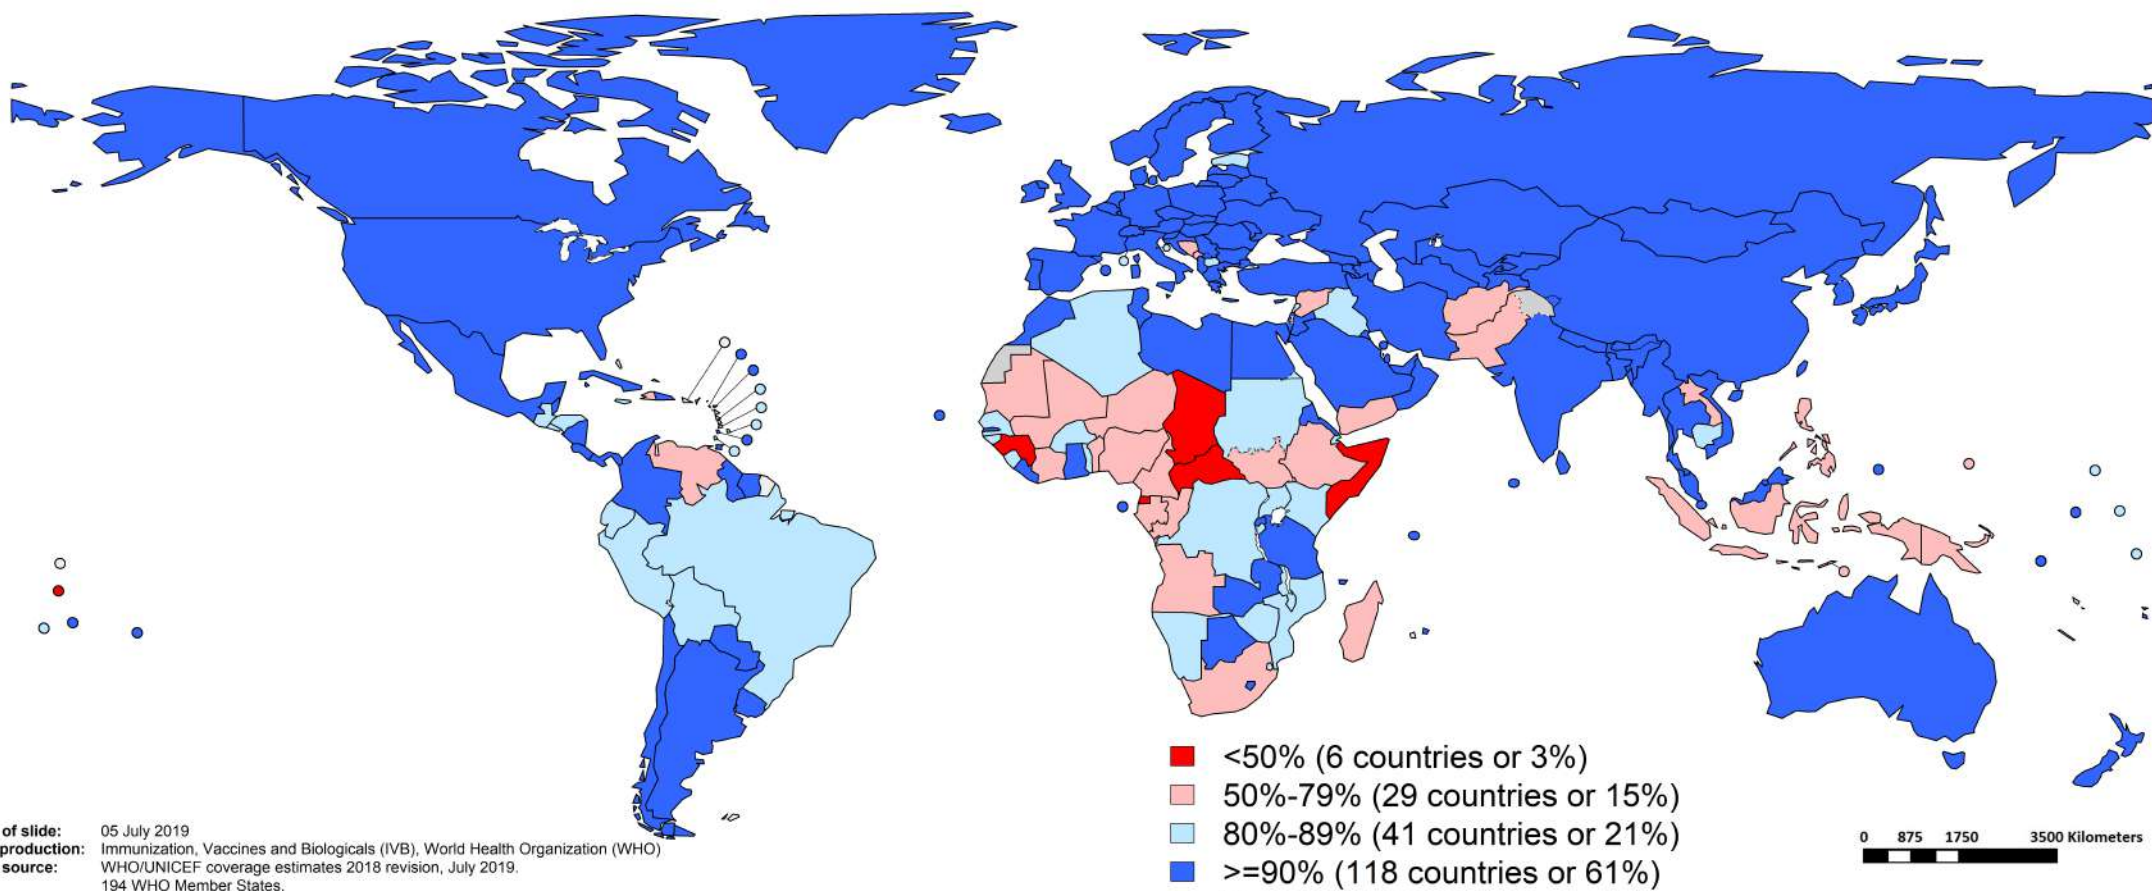 <50% (6 countries or 3%)
50%-79% (29 countries or 15%)
80%-89% (41 countries or 21%)
>=90% (118 countries or 61%)
0 875 1750 3500 Kilometers
of slide: 05 July 2019
production: Immunization, Vaccines and Biologicals (IVB), World Health Organization (WHO)
source: WHO/UNICEF coverage estimates 2018 revision, July 2019.
194 WHO Member States.